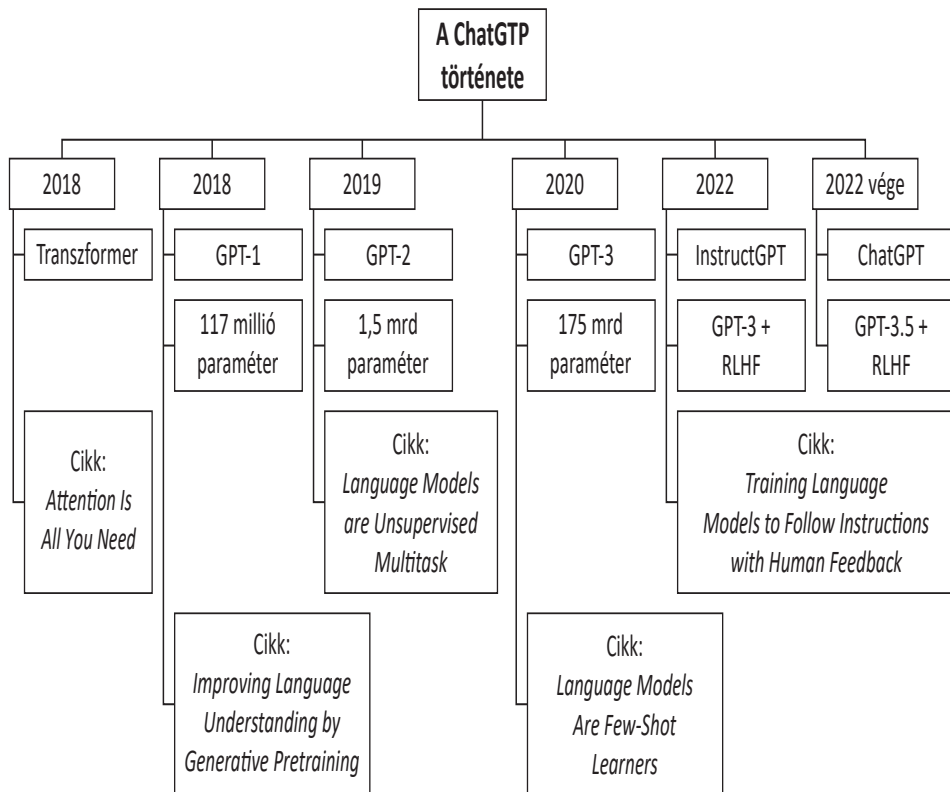 A ChatGTP
története
2018
2018
2019
2020
2022
2022 vége
Transzformer
GPT-1
GPT-2
GPT-3
InstructGPT
ChatGPT
117 millió
paraméter
1,5 mrd
paraméter
175 mrd
paraméter
GPT-3 +
RLHF
GPT-3.5 +
RLHF
Cikk:
Attention Is
All You Need
Cikk:
Language Models
are Unsupervised
Multitask
Cikk:
Training Language
Models to Follow Instructions
with Human Feedback
Cikk:
Improving Language
Understanding by
Generative Pretraining
Cikk:
Language Models
Are Few-Shot
Learners